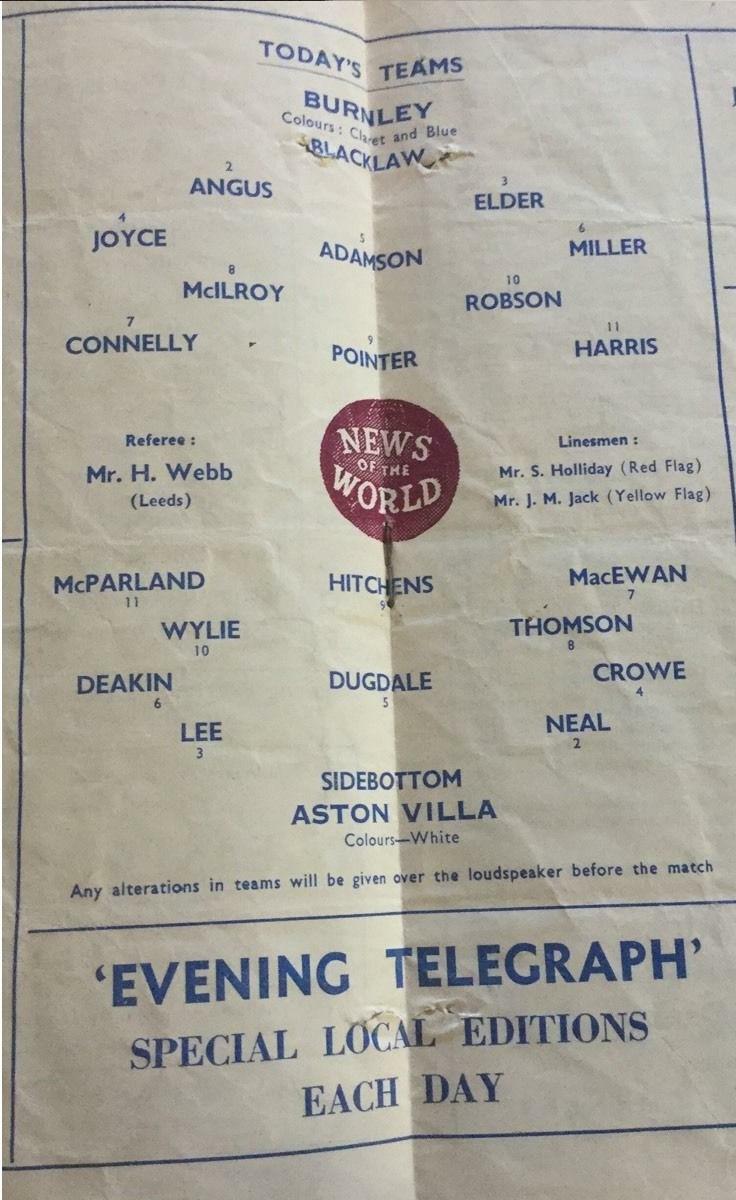 TODAY'S TEAMS
BURNLEY
Colours: Claret and Blue
BLACKLAW
2 3
ANGUS ELDER
4 5 6
JOYCE ADAMSON MILLER
8 10
McILROY ROBSON
7 9 11
CONNELLY POINTER HARRIS
Referee :
Mr. H. Webb
(Leeds)
NEWS
OF THE
WORLD
Linesmen :
Mr. S. Holliday (Red Flag)
Mr. J. M. Jack (Yellow Flag)
McPARLAND HITCHENS MacEWAN
11 9 7
WYLIE THOMSON
10 8
DEAKIN DUGDALE CROWE
6 5 4
LEE NEAL
3 2
SIDEBOTTOM
ASTON VILLA
Colours—White
Any alterations in teams will be given over the loudspeaker before the match
'EVENING TELEGRAPH'
SPECIAL LOCAL EDITIONS
EACH DAY